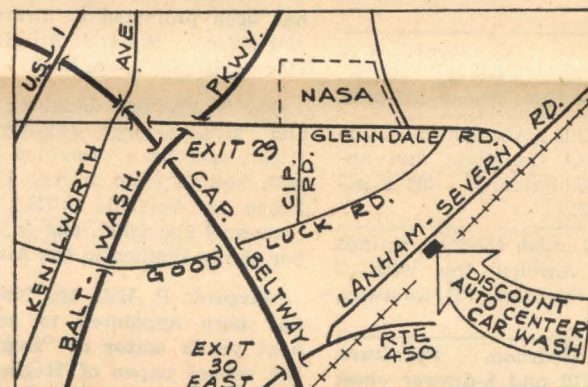 U.S. 1
KENILWORTH AVE.
BAL-WASH. PKWY.
NASA
GLENNDALE RD.
EXIT 29
CIP. RD.
CAP. BELTWAY
GOOD LUCK RD.
LANHAM-SEVERN RD.
DISCOUNT
AUTO CENTER
CAR WASH
RTE
450
EXIT
30
EAST